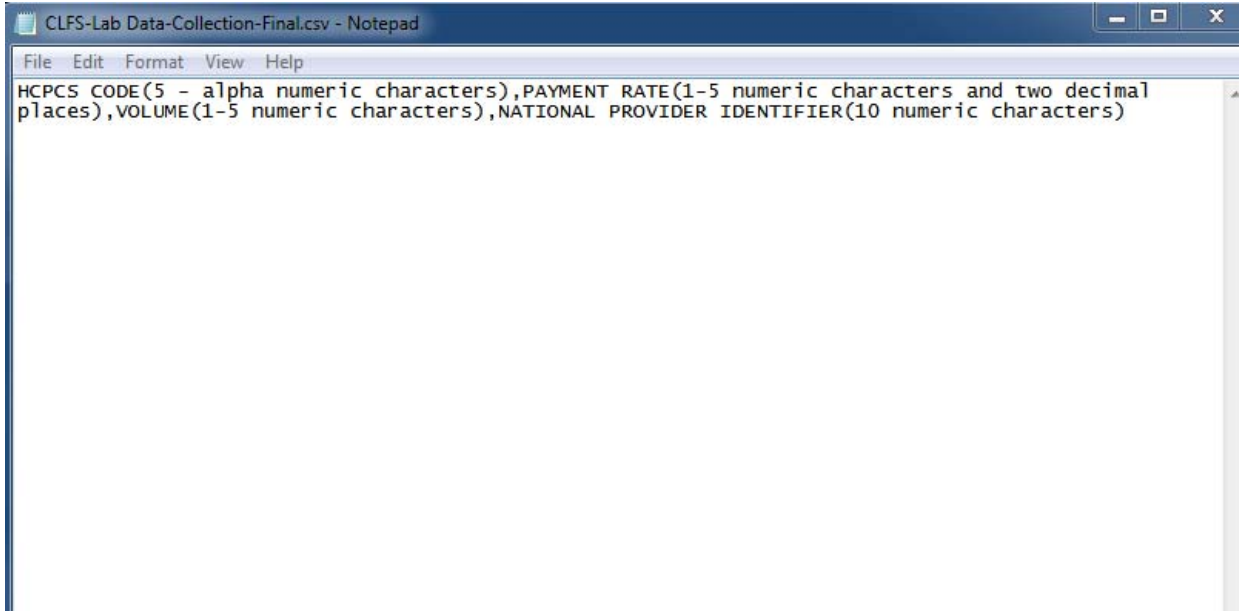 CLFS-Lab Data-Collection-Final.csv - Notepad
File Edit Format View Help
HCPCS CODE(5 - alpha numeric characters),PAYMENT RATE(1-5 numeric characters and two decimal
places),VOLUME(1-5 numeric characters),NATIONAL PROVIDER IDENTIFIER(10 numeric characters)